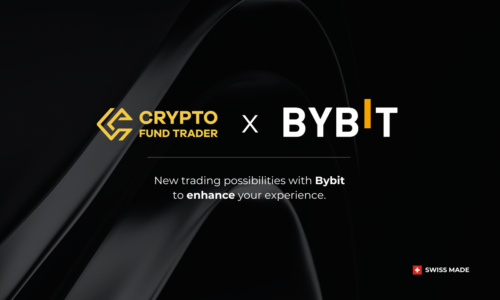 CRYPTO
FUND TRADER
X
BYBIT
New trading possibilities with Bybit
to enhance your experience.
SWISS MADE